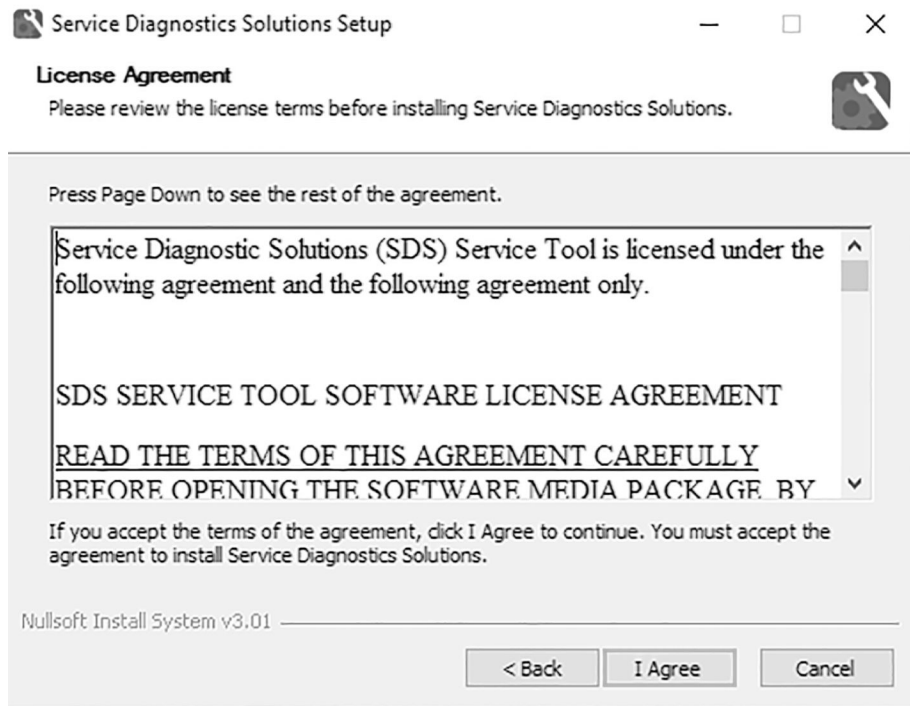 Service Diagnostics Solutions Setup
License Agreement
Please review the license terms before installing Service Diagnostics Solutions.
Press Page Down to see the rest of the agreement.
Service Diagnostic Solutions (SDS) Service Tool is licensed under the
following agreement and the following agreement only.
SDS SERVICE TOOL SOFTWARE LICENSE AGREEMENT
READ THE TERMS OF THIS AGREEMENT CAREFULLY
BEFORE OPENING THE SOFTWARE MEDIA PACKAGE. BY
If you accept the terms of the agreement, click I Agree to continue. You must accept the
agreement to install Service Diagnostics Solutions.
Nullsoft Install System v3.01
< Back I Agree Cancel